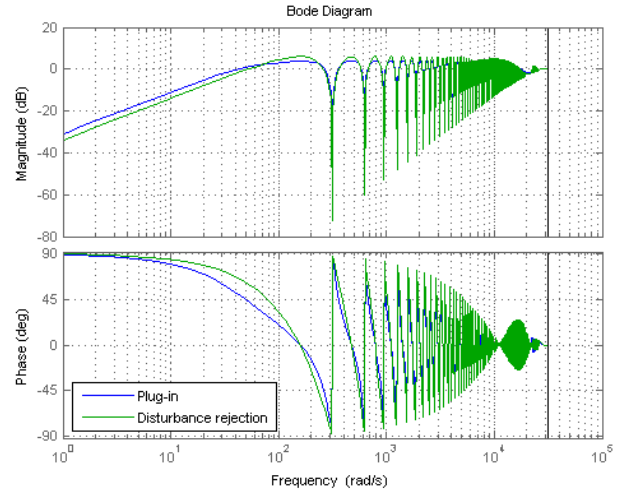 Bode Diagram
20
0
-20
-40
-60
-80
Magnitude (dB)
90
45
0
-45
-90
Phase (deg)
Plug-in
Disturbance rejection
10^0
10^1
10^2
10^3
10^4
10^5
Frequency (rad/s)